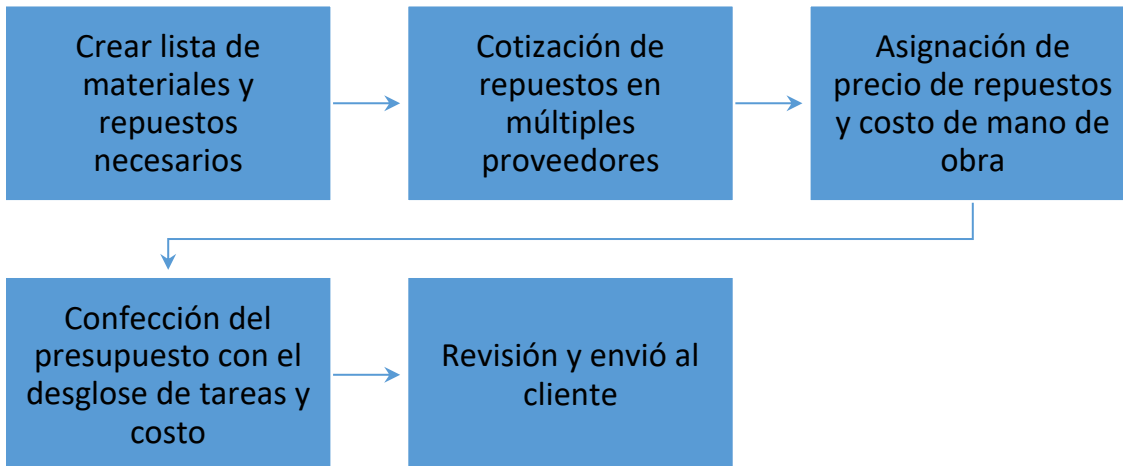 Crear lista de
materiales y
repuestos
necesarios
Cotización de
repuestos en
múltiples
proveedores
Asignación de
precio de repuestos
y costo de mano de
obra
Confección del
presupuesto con el
desglose de tareas y
costo
Revisión y envió al
cliente